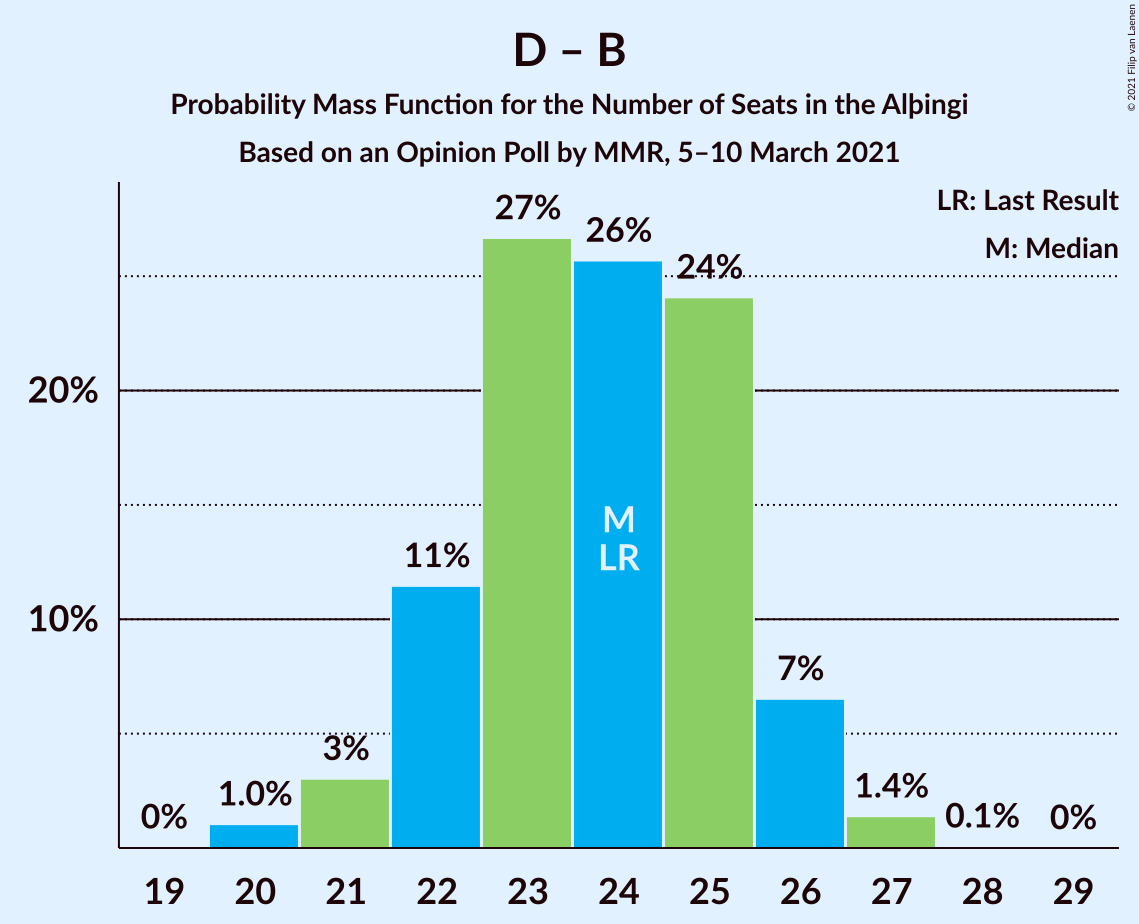 D – B
Probability Mass Function for the Number of Seats in the Alþingi
Based on an Opinion Poll by MMR, 5–10 March 2021
© 2021 Filip van Laenen
LR: Last Result
M: Median
27%
26%
24%
20%
M
LR
11%
10%
7%
3%
1.0%
1.4%
0%
0.1%
0%
19 20 21 22 23 24 25 26 27 28 29